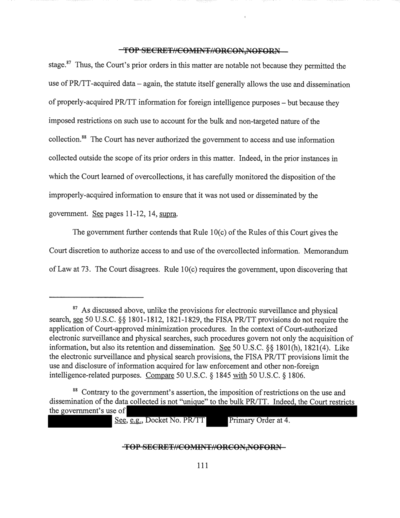 TOP SECRET//COMINT//ORCON,NOFORN
stage.87 Thus, the Court's prior orders in this matter are notable not because they permitted the
use of PR/TT-acquired data – again, the statute itself generally allows the use and dissemination
of properly-acquired PR/TT information for foreign intelligence purposes – but because they
imposed restrictions on such use to account for the bulk and non-targeted nature of the
collection.88 The Court has never authorized the government to access and use information
collected outside the scope of its prior orders in this matter. Indeed, in the prior instances in
which the Court learned of overcollections, it has carefully monitored the disposition of the
improperly-acquired information to ensure that it was not used or disseminated by the
government. See pages 11-12, 14, supra.
The government further contends that Rule 10(c) of the Rules of this Court gives the
Court discretion to authorize access to and use of the overcollected information. Memorandum
of Law at 73. The Court disagrees. Rule 10(c) requires the government, upon discovering that
87 As discussed above, unlike the provisions for electronic surveillance and physical
search, see 50 U.S.C. §§ 1801-1812, 1821-1829, the FISA PR/TT provisions do not require the
application of Court-approved minimization procedures. In the context of Court-authorized
electronic surveillance and physical searches, such procedures govern not only the acquisition of
information, but also its retention and dissemination. See 50 U.S.C. §§ 1801(h), 1821(4). Like
the electronic surveillance and physical search provisions, the FISA PR/TT provisions limit the
use and disclosure of information acquired for law enforcement and other non-foreign
intelligence-related purposes. Compare 50 U.S.C. § 1845 with 50 U.S.C. § 1806.
88 Contrary to the government's assertion, the imposition of restrictions on the use and
dissemination of the data collected is not "unique" to the bulk PR/TT. Indeed, the Court restricts
the government's use of
See, e.g., Docket No. PR/TT Primary Order at 4.
TOP SECRET//COMINT//ORCON,NOFORN
111